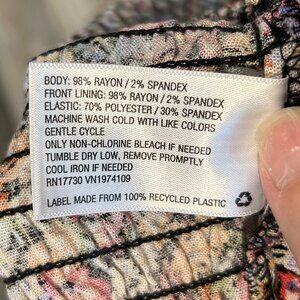 BODY: 98% RAYON / 2% SPANDEX
FRONT LINING: 98% RAYON / 2% SPANDEX
ELASTIC: 70% POLYESTER / 30% SPANDEX
MACHINE WASH COLD WITH LIKE COLORS
GENTLE CYCLE
ONLY NON-CHLORINE BLEACH IF NEEDED
TUMBLE DRY LOW, REMOVE PROMPTLY
COOL IRON IF NEEDED
RN17730 VN1974109
LABEL MADE FROM 100% RECYCLED PLASTIC